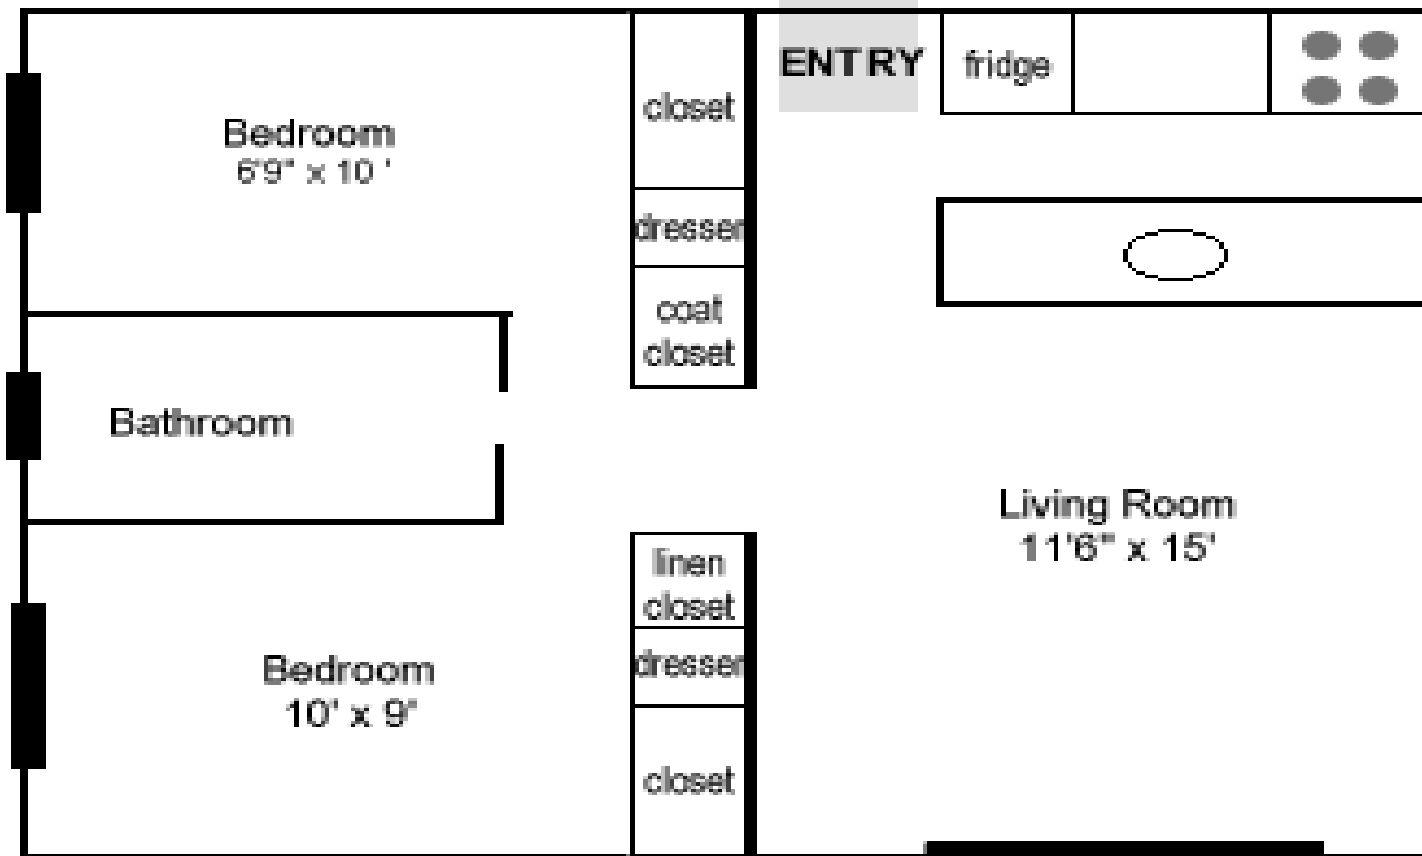 ENTRY
fridge
closet
Bedroom
6'9" x 10 '
dresser
coat
closet
Bathroom
Living Room
11'6" x 15'
linen
closet
dresser
Bedroom
10' x 9'
closet